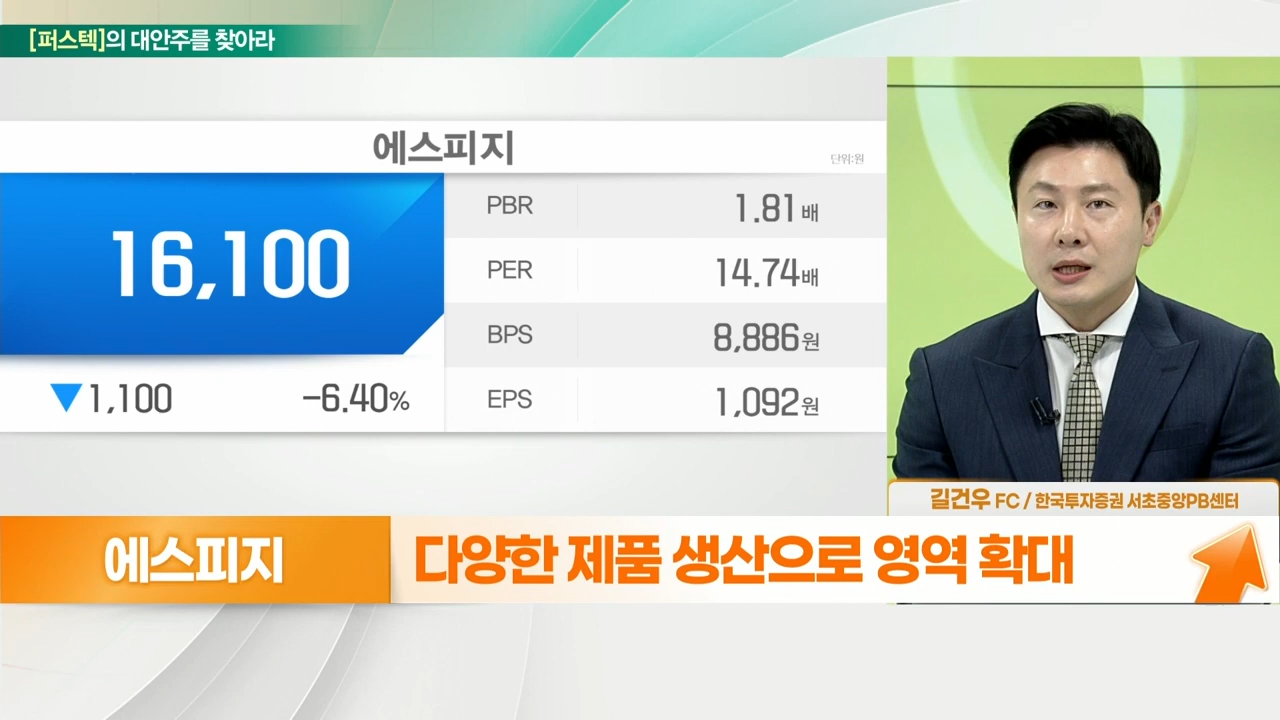 [퍼스텍]의 대안주를 찾아라
에스피지
단위:원
16,100
▼1,100 -6.40%
PBR 1.81배
PER 14.74배
BPS 8,886원
EPS 1,092원
길건우 FC / 한국투자증권 서초중앙PB센터
에스피지 다양한 제품 생산으로 영역 확대